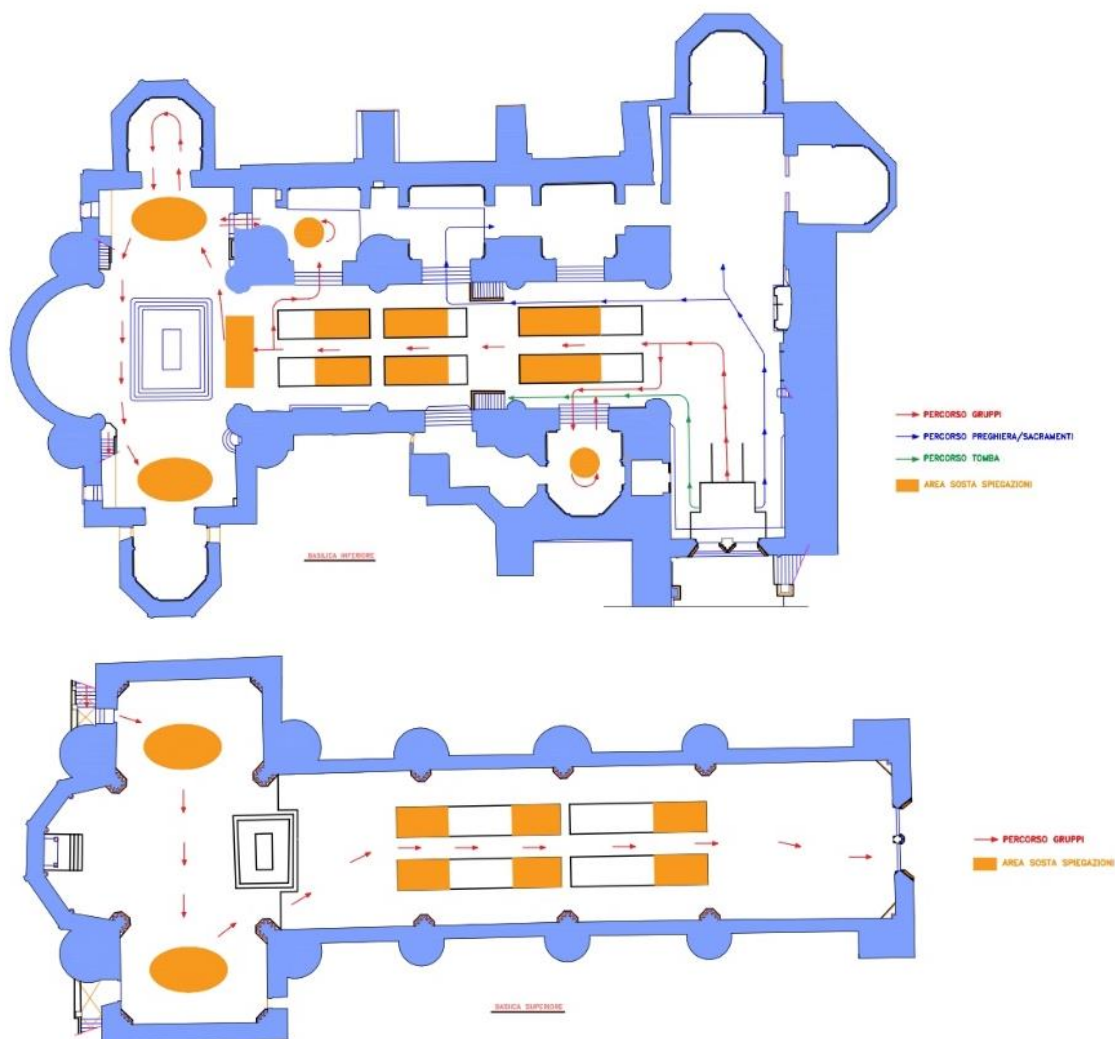 PERCORSO GRUPPI
PERCORSO PREGHIERA/SACRAMENTI
PERCORSO TOMBA
AREA SOSTA SPIEGAZIONI
BASILICA INFERIORE
PERCORSO GRUPPI
AREA SOSTA SPIEGAZIONI
BASILICA SUPERIORE